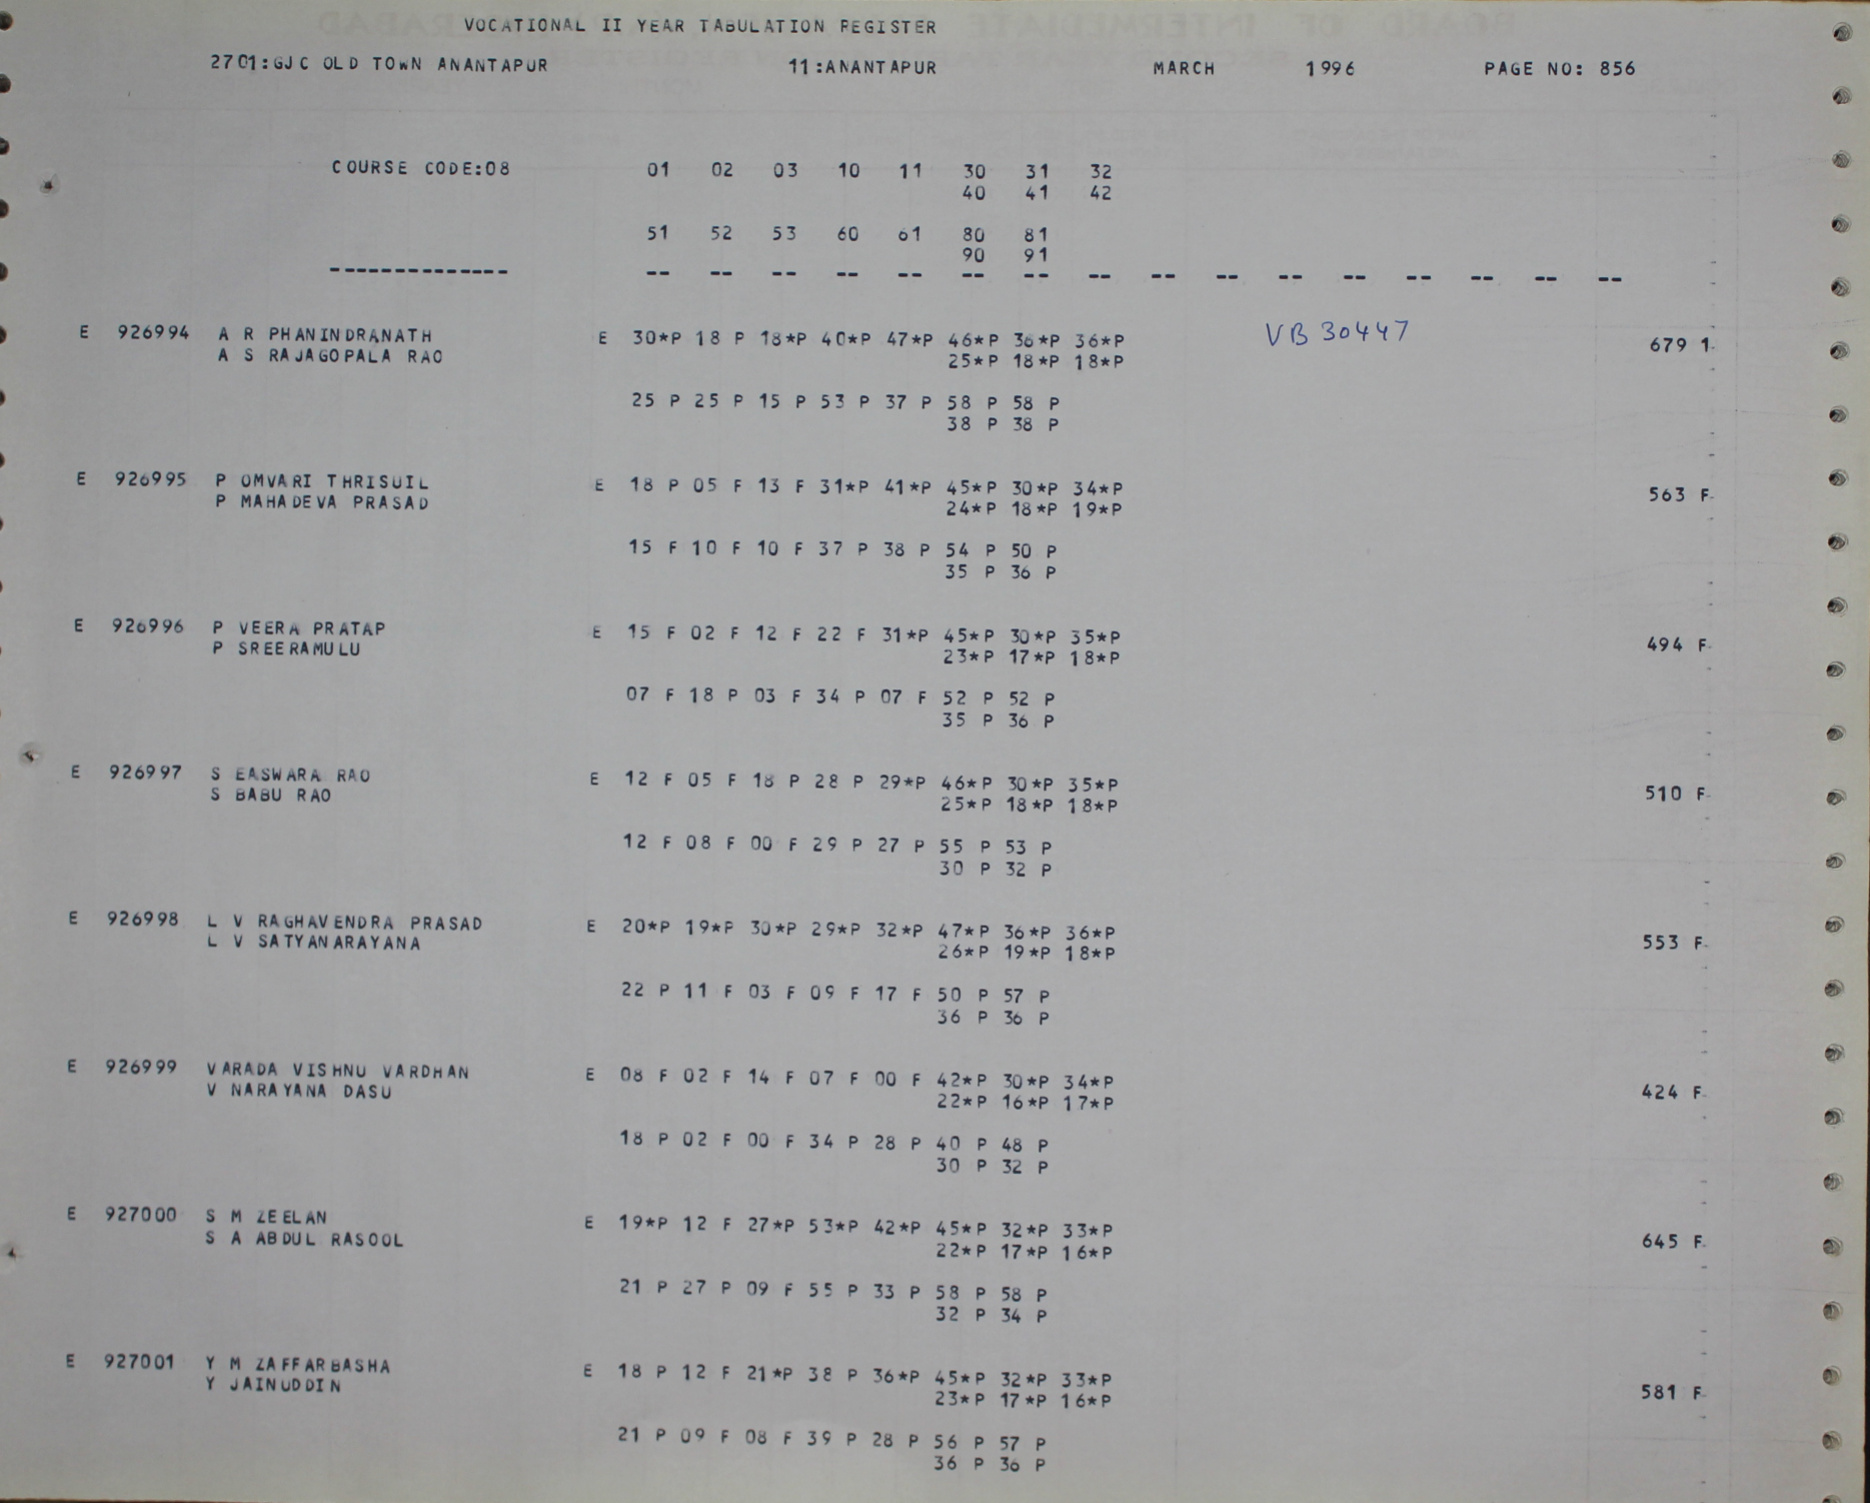 VOCATIONAL II YEAR TABULATION REGISTER
2701:GJC OLD TOWN ANANTAPUR 11:ANANTAPUR MARCH 1996 PAGE NO: 856
COURSE CODE:08 01 02 03 10 11 30 31 32
40 41 42
51 52 53 60 61 80 81
90 91
-------------- -- -- -- -- -- -- -- -- -- -- -- -- -- -- -- --
E 926994 A R PHANINDRANATH E 30*P 18 P 18*P 40*P 47*P 46*P 36*P 36*P VB 30447 679 1
A S RAJAGOPALA RAO 25*P 18*P 18*P
25 P 25 P 15 P 53 P 37 P 58 P 58 P
38 P 38 P
E 926995 P OMVARI THRISUIL E 18 P 05 F 13 F 31*P 41*P 45*P 30*P 34*P 563 F
P MAHADEVA PRASAD 24*P 18*P 19*P
15 F 10 F 10 F 37 P 38 P 54 P 50 P
35 P 36 P
E 926996 P VEERA PRATAP E 15 F 02 F 12 F 22 F 31*P 45*P 30*P 35*P 494 F
P SREERAMULU 23*P 17*P 18*P
07 F 18 P 03 F 34 P 07 F 52 P 52 P
35 P 36 P
E 926997 S EASWARA RAO E 12 F 05 F 18 P 28 P 29*P 46*P 30*P 35*P 510 F
S BABU RAO 25*P 18*P 18*P
12 F 08 F 00 F 29 P 27 P 55 P 53 P
30 P 32 P
E 926998 L V RAGHAVENDRA PRASAD E 20*P 19*P 30*P 29*P 32*P 47*P 36*P 36*P 553 F
L V SATYANARAYANA 26*P 19*P 18*P
22 P 11 F 03 F 09 F 17 F 50 P 57 P
36 P 36 P
E 926999 VARADA VISHNU VARDHAN E 08 F 02 F 14 F 07 F 00 F 42*P 30*P 34*P 424 F
V NARAYANA DASU 22*P 16*P 17*P
18 P 02 F 00 F 34 P 28 P 40 P 48 P
30 P 32 P
E 927000 S M ZEELAN E 19*P 12 F 27*P 53*P 42*P 45*P 32*P 33*P 645 F
S A ABDUL RASOOL 22*P 17*P 16*P
21 P 27 P 09 F 55 P 33 P 58 P 58 P
32 P 34 P
E 927001 Y M ZAFFARBASHA E 18 P 12 F 21*P 38 P 36*P 45*P 32*P 33*P 581 F
Y JAINUDDIN 23*P 17*P 16*P
21 P 09 F 08 F 39 P 28 P 56 P 57 P
36 P 36 P